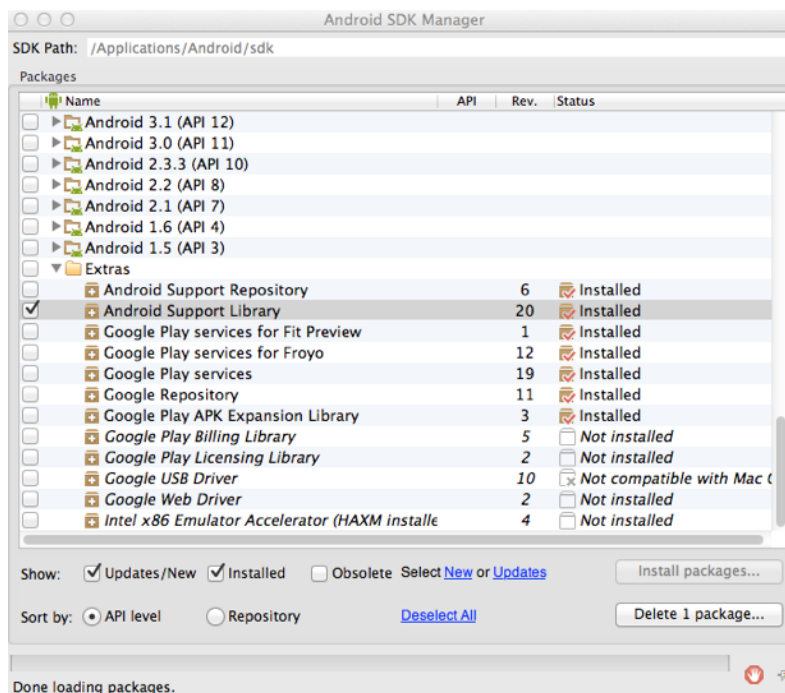 Android SDK Manager
SDK Path: /Applications/Android/sdk
Packages
Name API Rev. Status
Android 3.1 (API 12)
Android 3.0 (API 11)
Android 2.3.3 (API 10)
Android 2.2 (API 8)
Android 2.1 (API 7)
Android 1.6 (API 4)
Android 1.5 (API 3)
Extras
Android Support Repository 6 Installed
Android Support Library 20 Installed
Google Play services for Fit Preview 1 Installed
Google Play services for Froyo 12 Installed
Google Play services 19 Installed
Google Repository 11 Installed
Google Play APK Expansion Library 3 Installed
Google Play Billing Library 5 Not installed
Google Play Licensing Library 2 Not installed
Google USB Driver 10 Not compatible with Mac
Google Web Driver 2 Not installed
Intel x86 Emulator Accelerator (HAXM installe 4 Not installed
Show: Updates/New Installed Obsolete Select New or Updates Install packages...
Sort by: API level Repository Deselect All Delete 1 package...
Done loading packages.